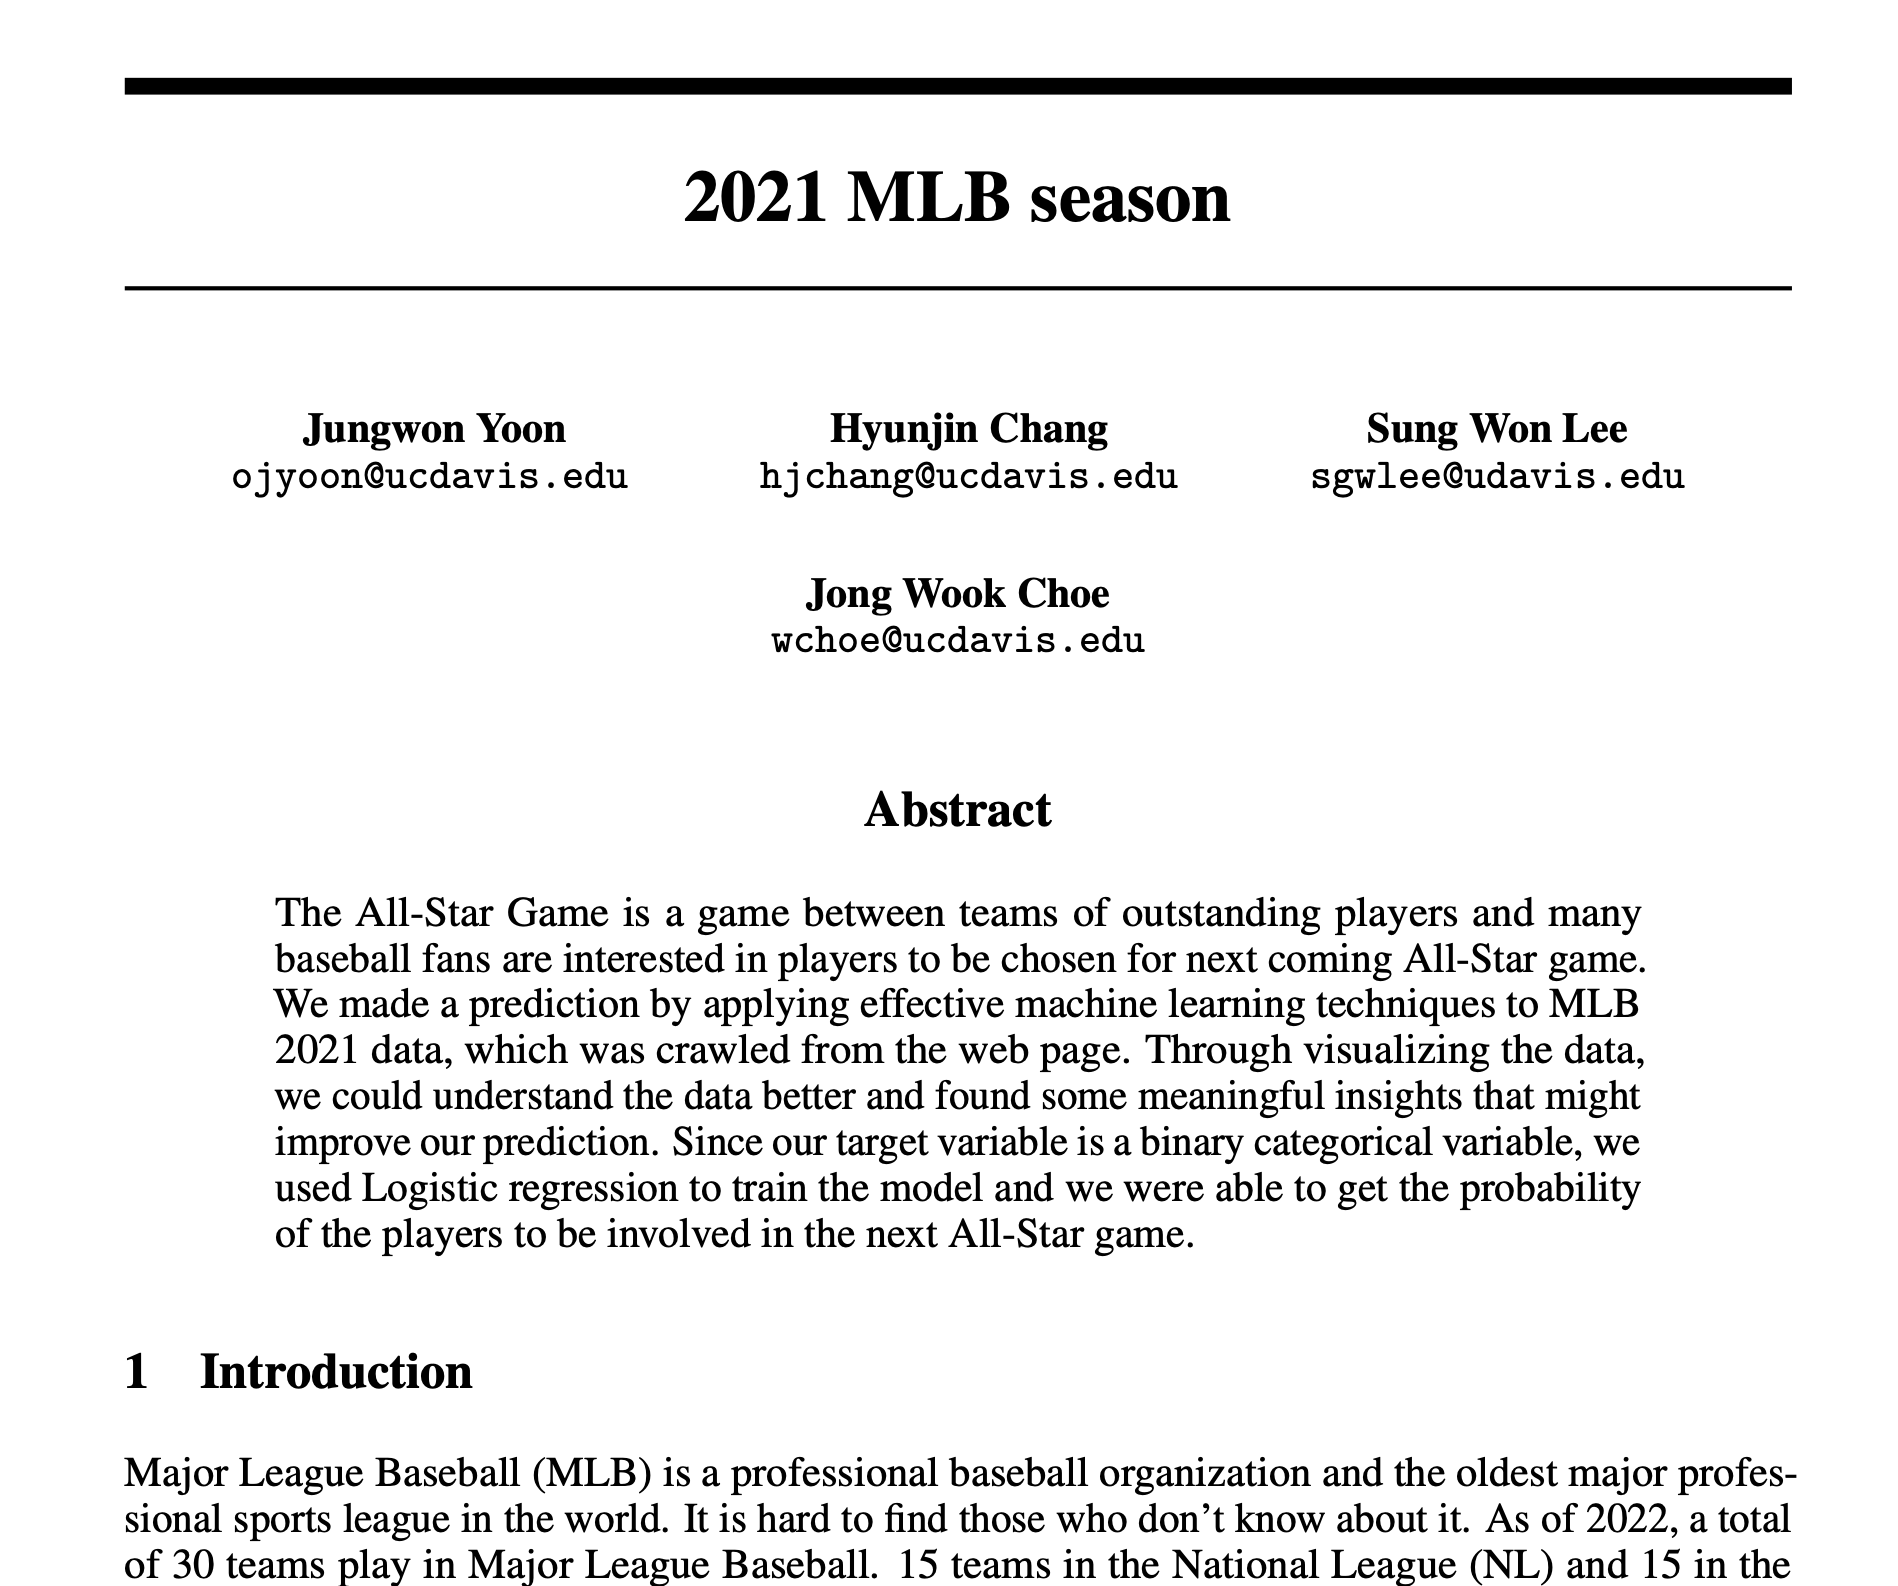 2021 MLB season
Jungwon Yoon
ojyoon@ucdavis.edu
Hyunjin Chang
hjchang@ucdavis.edu
Sung Won Lee
sgwlee@udavis.edu
Jong Wook Choe
wchoe@ucdavis.edu
Abstract
The All-Star Game is a game between teams of outstanding players and many
baseball fans are interested in players to be chosen for next coming All-Star game.
We made a prediction by applying effective machine learning techniques to MLB
2021 data, which was crawled from the web page. Through visualizing the data,
we could understand the data better and found some meaningful insights that might
improve our prediction. Since our target variable is a binary categorical variable, we
used Logistic regression to train the model and we were able to get the probability
of the players to be involved in the next All-Star game.
1 Introduction
Major League Baseball (MLB) is a professional baseball organization and the oldest major profes-
sional sports league in the world. It is hard to find those who don't know about it. As of 2022, a total
of 30 teams play in Major League Baseball. 15 teams in the National League (NL) and 15 in the